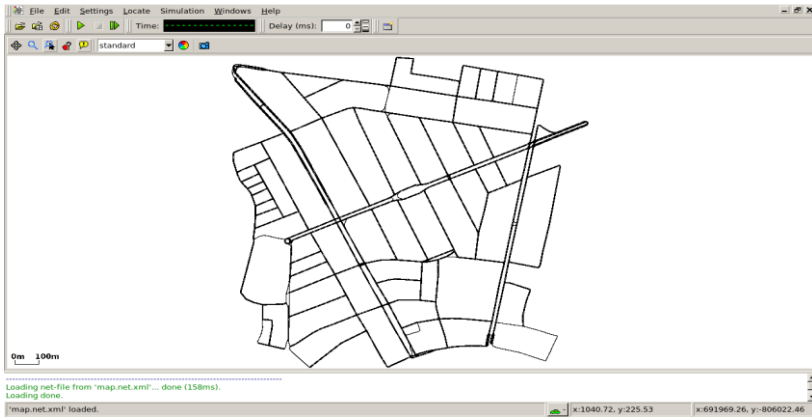 File Edit Settings Locate Simulation Windows Help
Time: Delay (ms): 0
standard
0m 100m
Loading net-file from 'map.net.xml'... done (158ms).
Loading done.
'map.net.xml' loaded. x:1040.72, y:225.53 x:691969.26, y:-806022.46